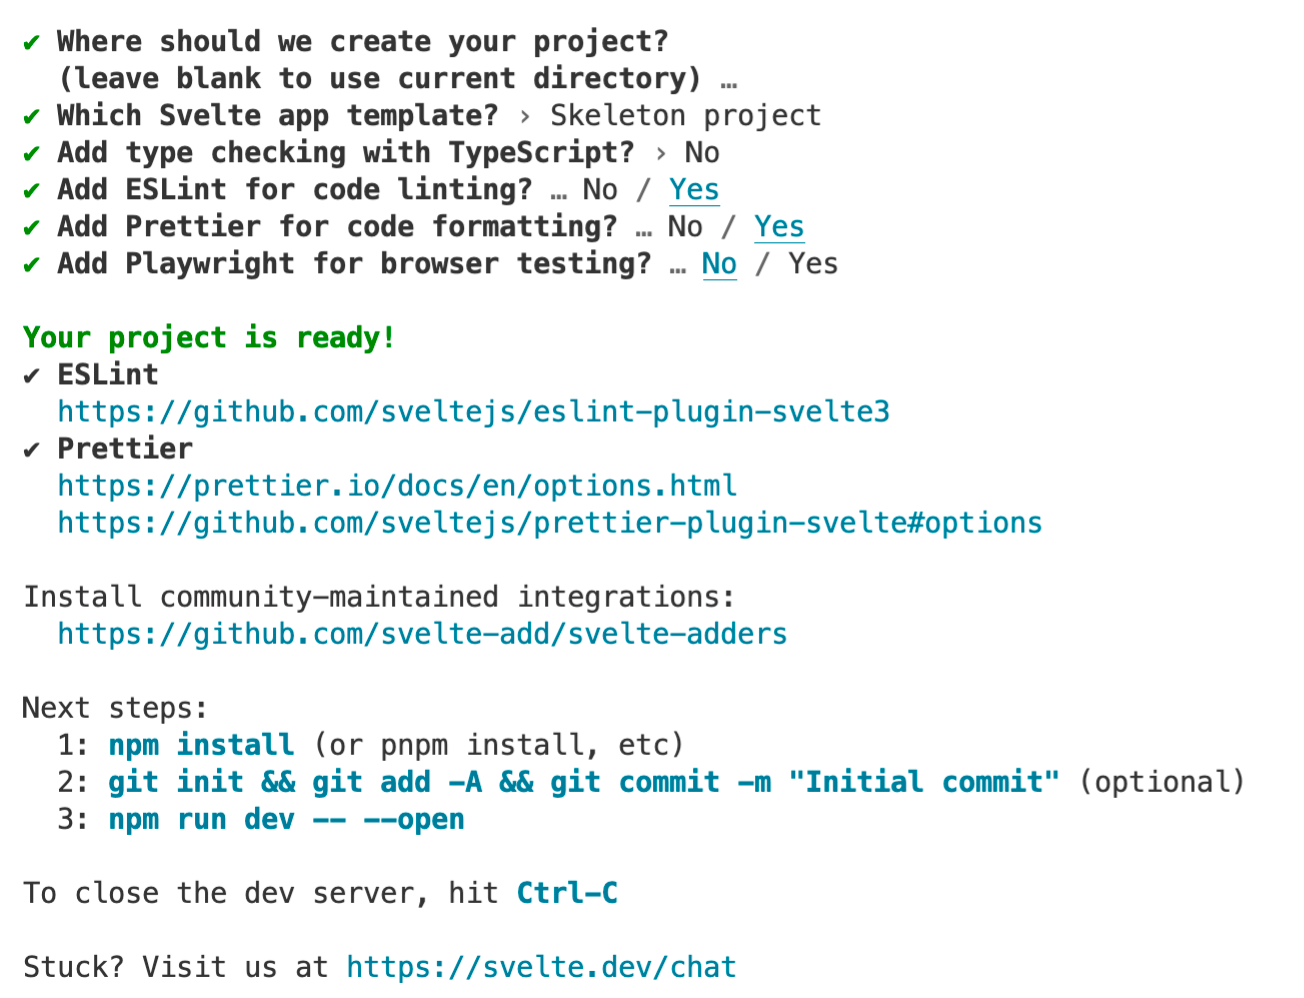 ✔ Where should we create your project?
  (leave blank to use current directory) …
✔ Which Svelte app template? › Skeleton project
✔ Add type checking with TypeScript? › No
✔ Add ESLint for code linting? … No / Yes
✔ Add Prettier for code formatting? … No / Yes
✔ Add Playwright for browser testing? … No / Yes

Your project is ready!
✔ ESLint
  https://github.com/sveltejs/eslint-plugin-svelte3
✔ Prettier
  https://prettier.io/docs/en/options.html
  https://github.com/sveltejs/prettier-plugin-svelte#options

Install community-maintained integrations:
  https://github.com/svelte-add/svelte-adders

Next steps:
  1: npm install (or pnpm install, etc)
  2: git init && git add -A && git commit -m "Initial commit" (optional)
  3: npm run dev -- --open

To close the dev server, hit Ctrl-C

Stuck? Visit us at https://svelte.dev/chat